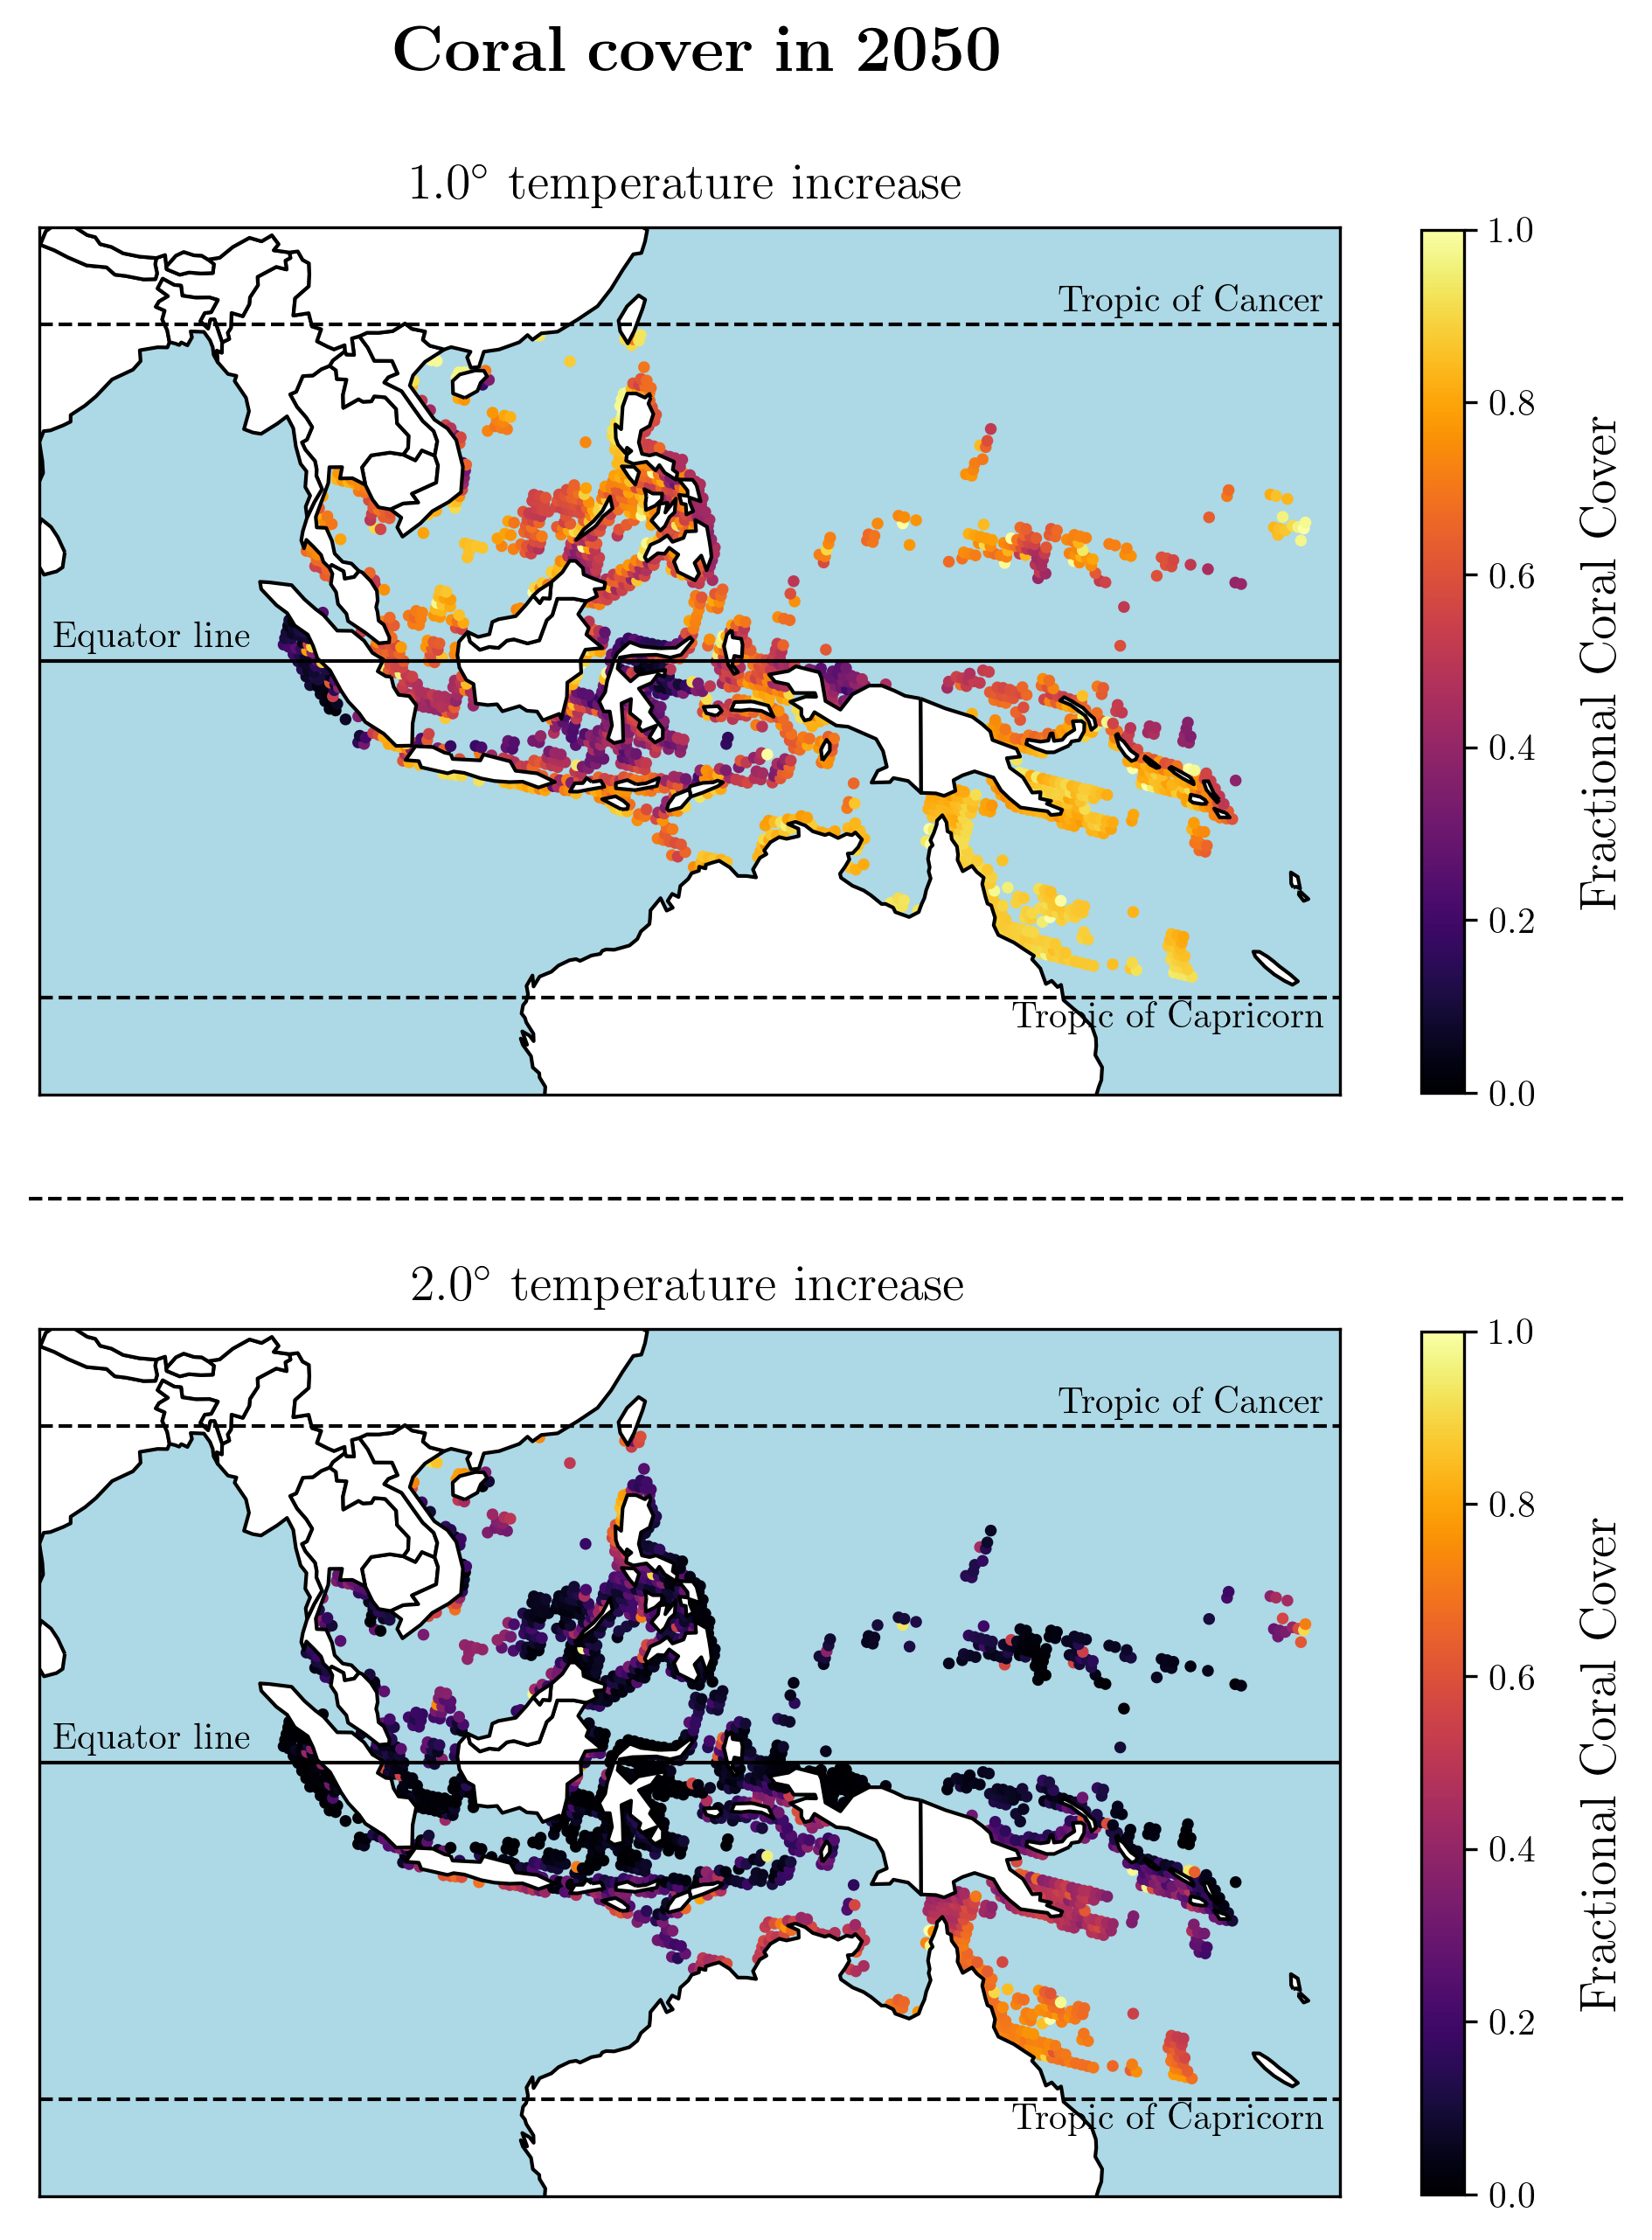 Coral cover in 2050
1.0° temperature increase
Tropic of Cancer
Equator line
Tropic of Capricorn
1.0
0.8
0.6
0.4
0.2
0.0
Fractional Coral Cover
2.0° temperature increase
Tropic of Cancer
Equator line
Tropic of Capricorn
1.0
0.8
0.6
0.4
0.2
0.0
Fractional Coral Cover